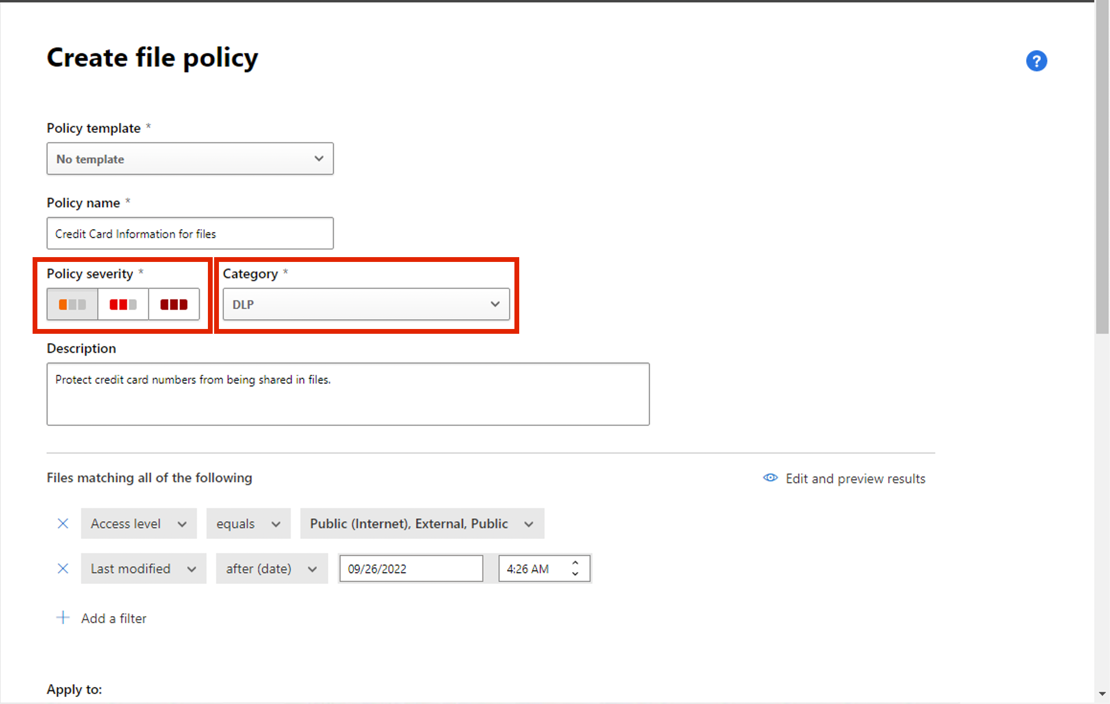 Create file policy
?
Policy template *
No template
Policy name *
Credit Card Information for files
Policy severity * Category *
DLP
Description
Protect credit card numbers from being shared in files.
Files matching all of the following Edit and preview results
Access level equals Public (Internet), External, Public
Last modified after (date) 09/26/2022 4:26 AM
Add a filter
Apply to: